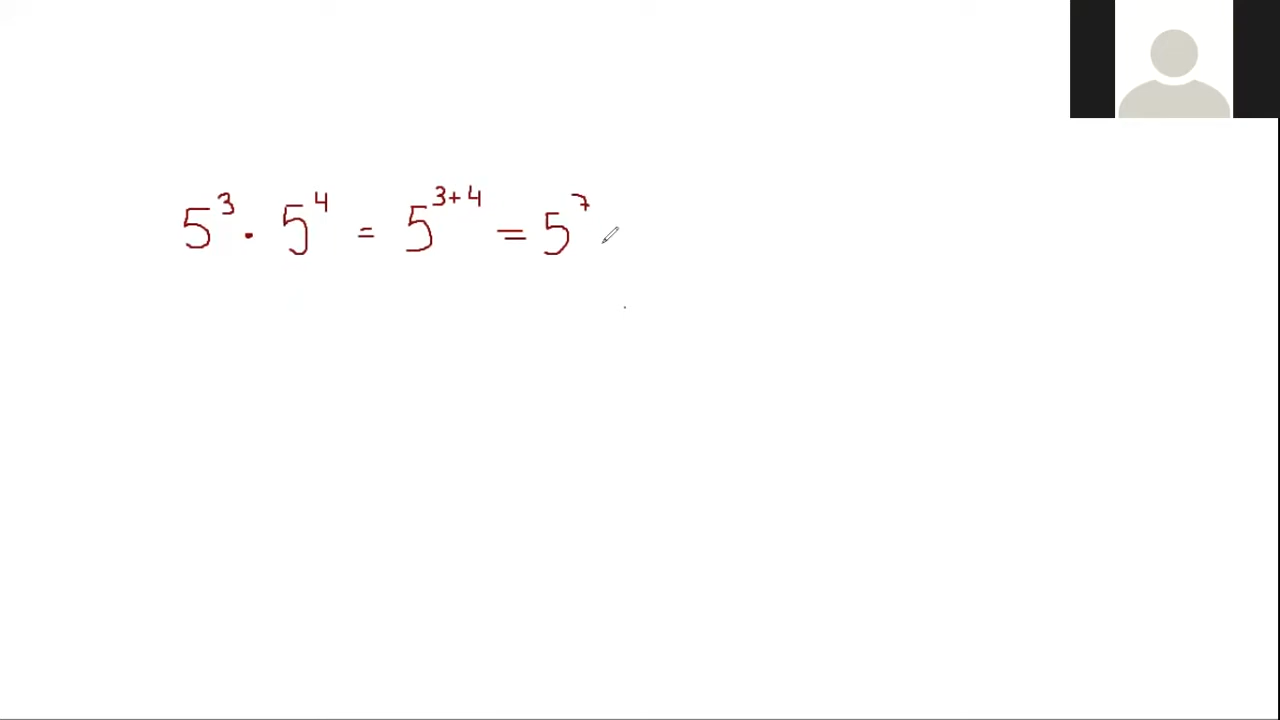 5³ · 5⁴ = 5³⁺⁴ = 5⁷